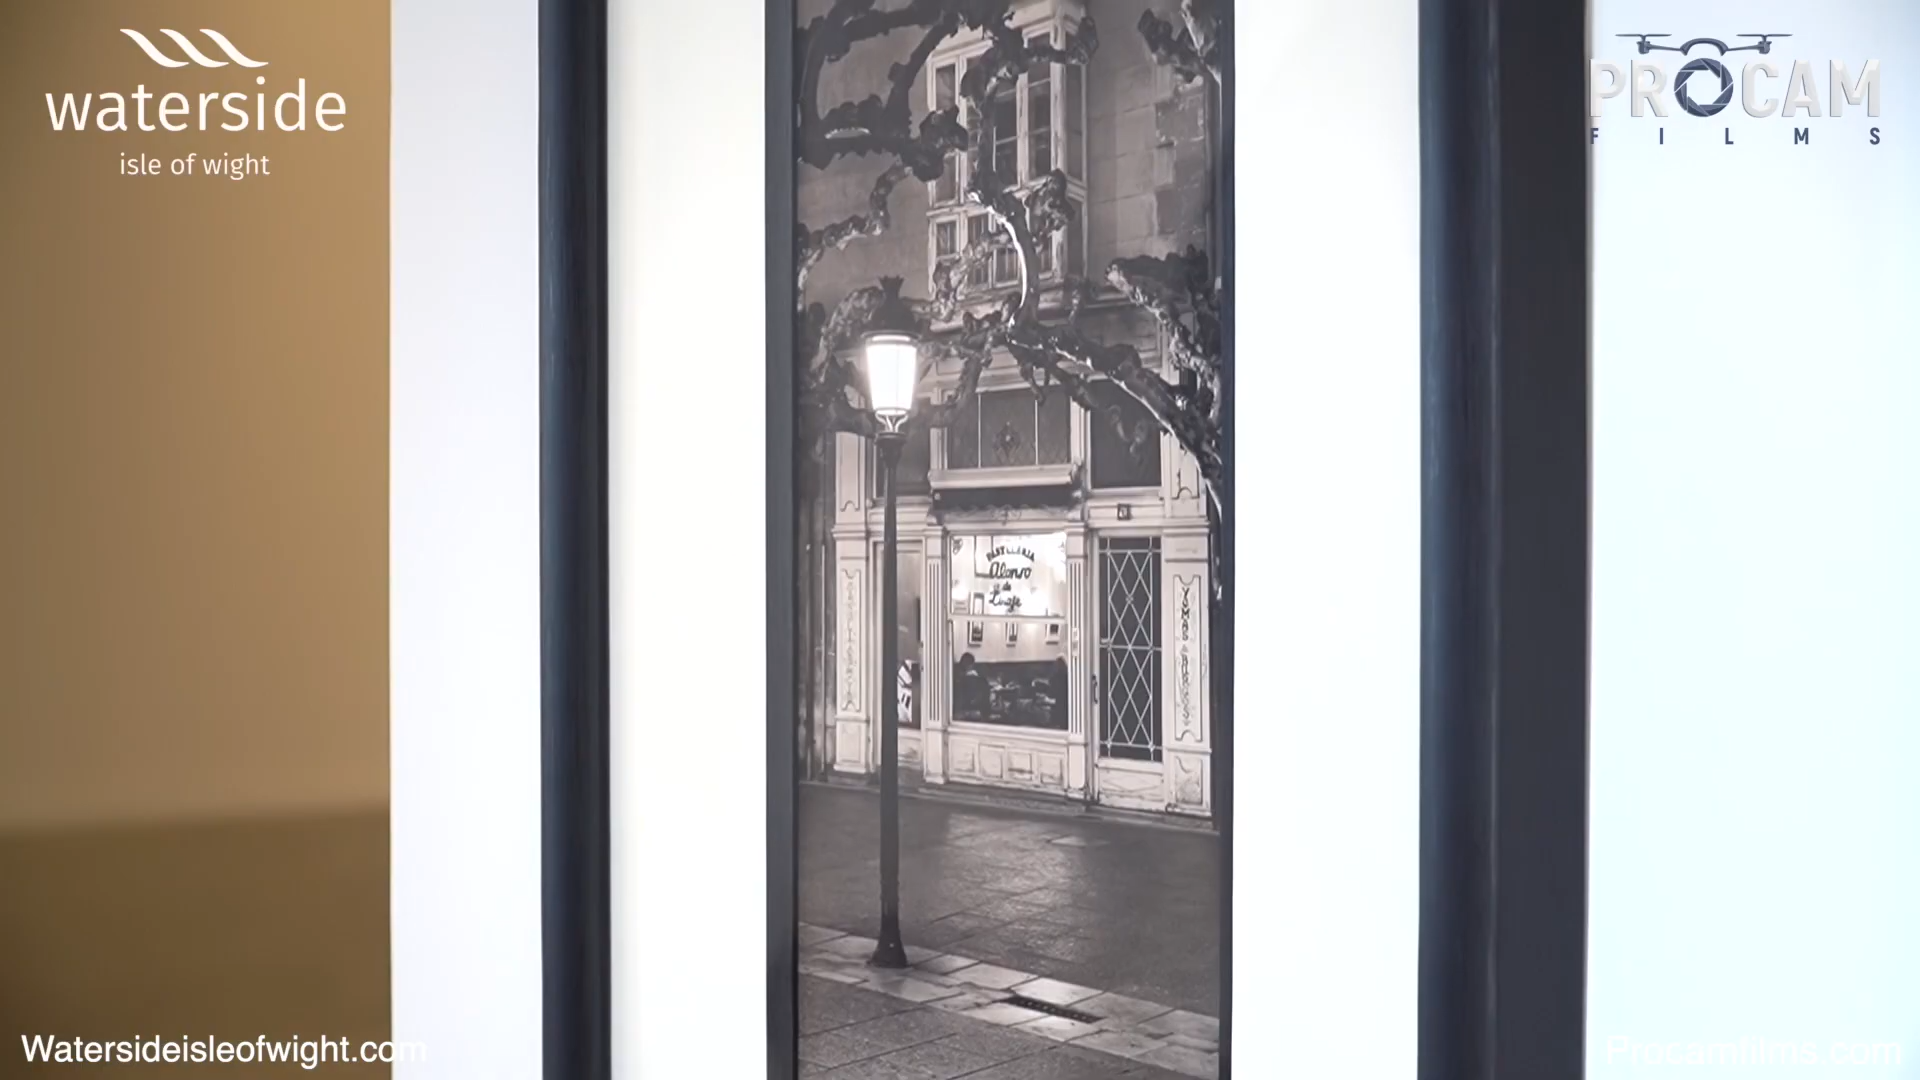 waterside
isle of wight
PROCAM
FILMS
PASTELERIA
Alonso
de
Linaje
Watersideisleofwight.com
Procamfilms.com